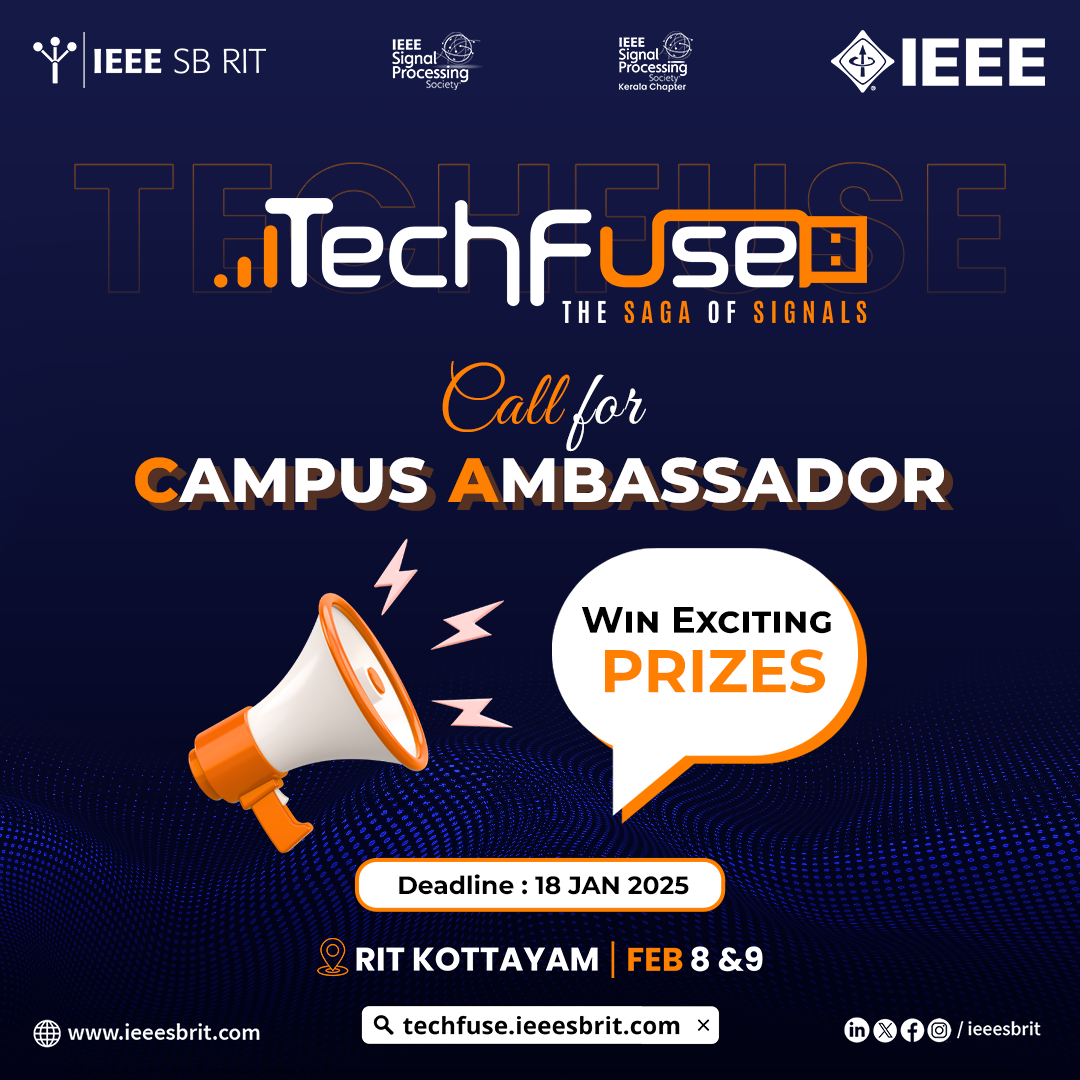 IEEE SB RIT
IEEE
Signal
Processing
Society
IEEE
Signal
Processing
Society
Kerala Chapter
IEEE
TECHFUSE
TechFuse
THE SAGA OF SIGNALS
Call for
CAMPUS AMBASSADOR
WIN EXCITING
PRIZES
Deadline : 18 JAN 2025
RIT KOTTAYAM | FEB 8 &9
www.ieeesbrit.com
techfuse.ieeesbrit.com ×
/ ieeesbrit